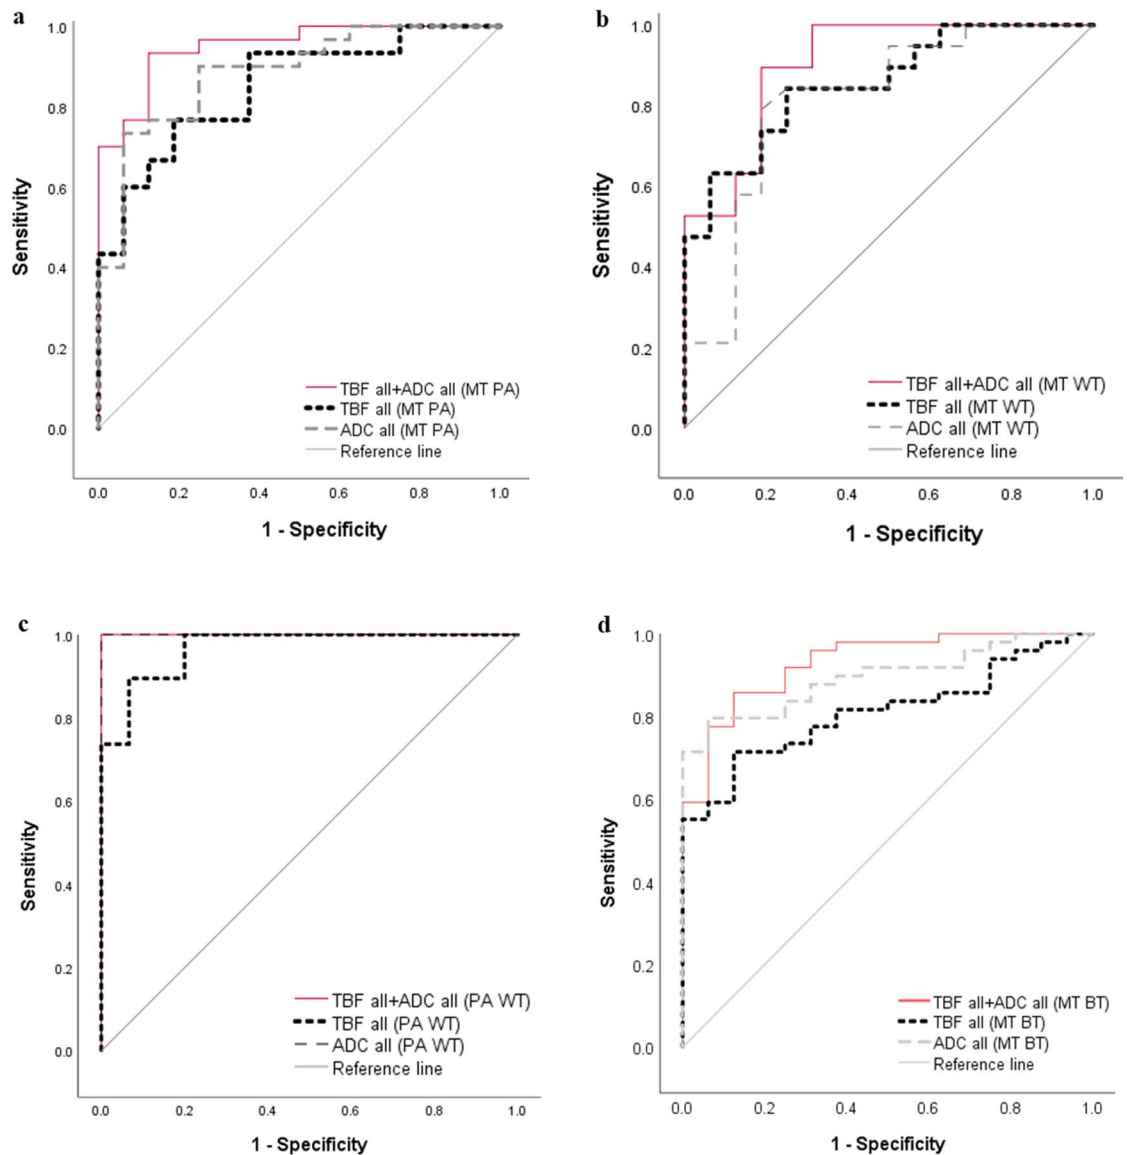 a
1.0
0.8
0.6
0.4
0.2
0.0
Sensitivity
TBF all+ADC all (MT PA)
TBF all (MT PA)
ADC all (MT PA)
Reference line
0.0 0.2 0.4 0.6 0.8 1.0
1 - Specificity
b
1.0
0.8
0.6
0.4
0.2
0.0
Sensitivity
TBF all+ADC all (MT WT)
TBF all (MT WT)
ADC all (MT WT)
Reference line
0.0 0.2 0.4 0.6 0.8 1.0
1 - Specificity
c
1.0
0.8
0.6
0.4
0.2
0.0
Sensitivity
TBF all+ADC all (PA WT)
TBF all (PA WT)
ADC all (PA WT)
Reference line
0.0 0.2 0.4 0.6 0.8 1.0
1 - Specificity
d
1.0
0.8
0.6
0.4
0.2
0.0
Sensitivity
TBF all+ADC all (MT BT)
TBF all (MT BT)
ADC all (MT BT)
Reference line
0.0 0.2 0.4 0.6 0.8 1.0
1 - Specificity